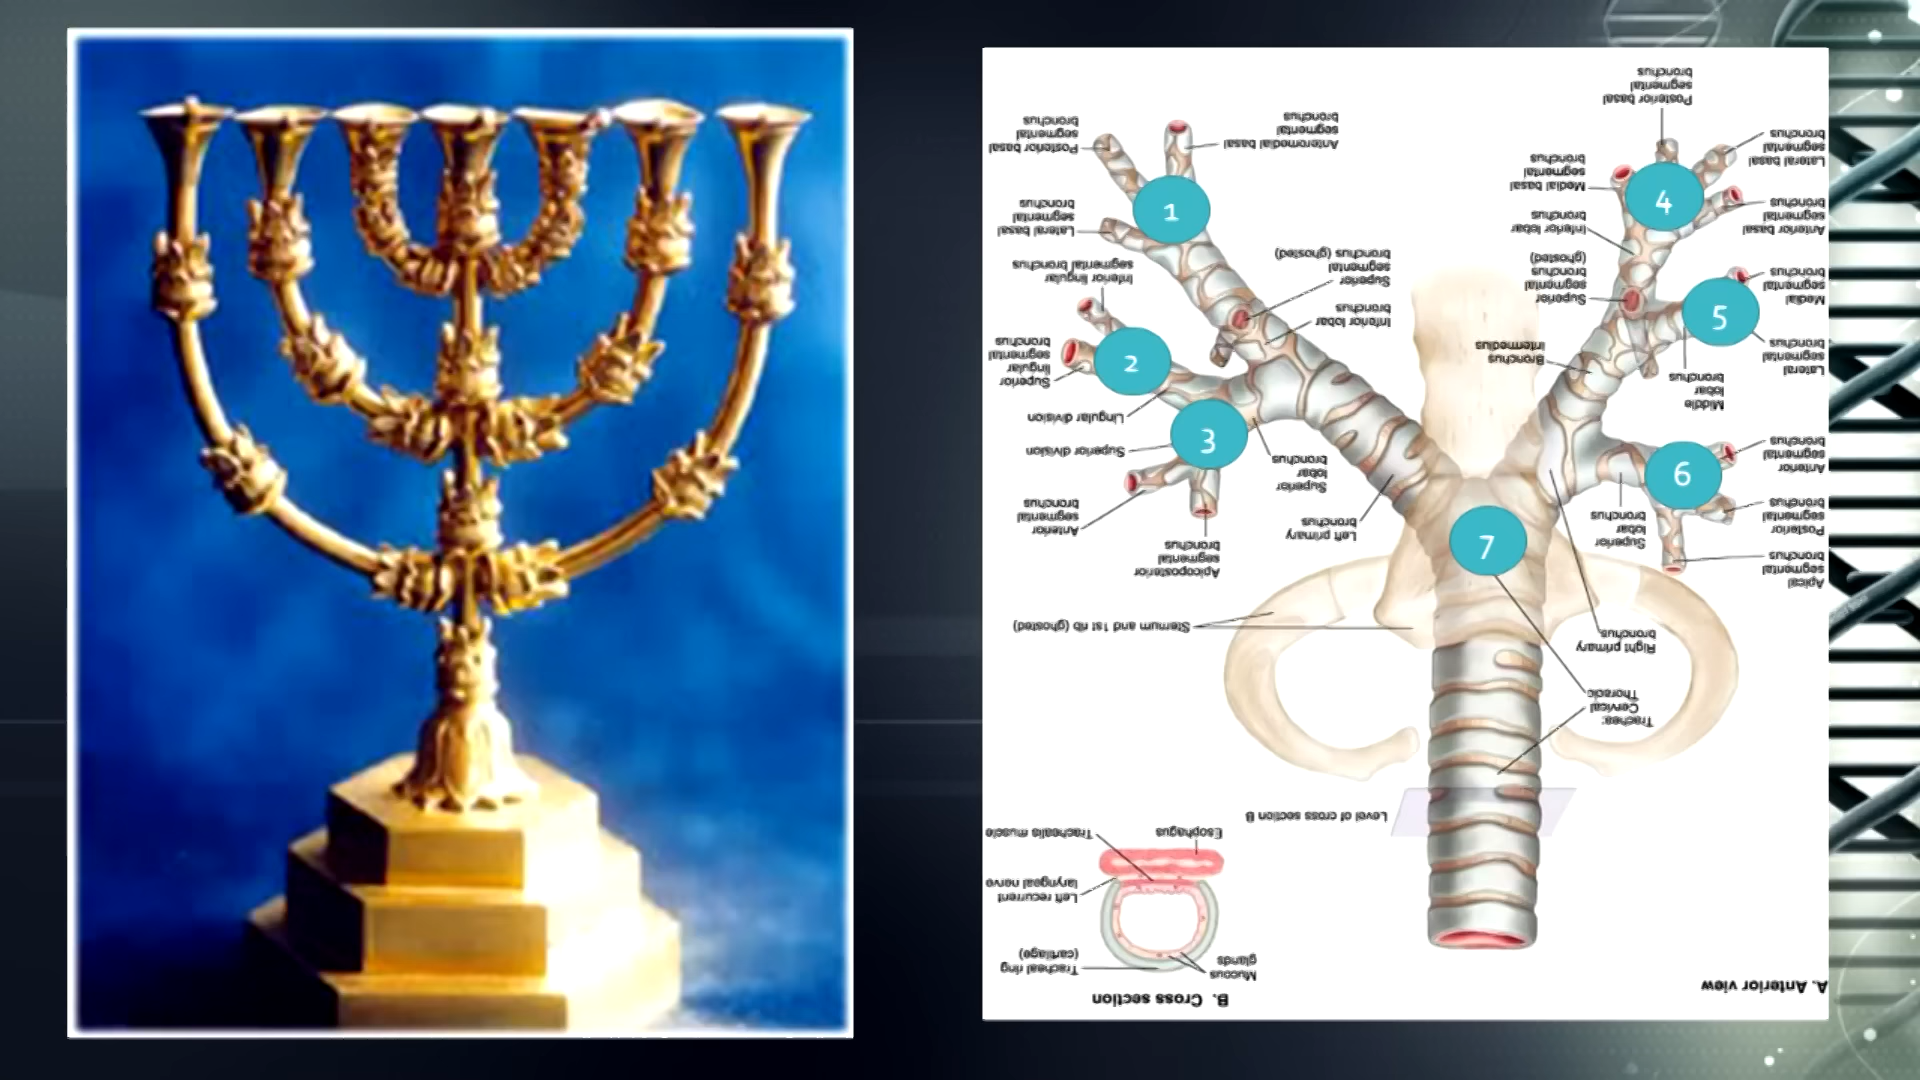 Posterior basal
segmental
bronchus
Anteromedial basal
segmental
bronchus
Lateral basal
segmental
bronchus
Inferior lingular
segmental bronchus
Superior
lingular
segmental
bronchus
Lingular division
Superior division
Anterior
segmental
bronchus
Apicoposterior
segmental
bronchus
Superior
segmental
bronchus (ghosted)
Inferior lobar
bronchus
Superior
lobar
bronchus
Left primary
bronchus
Posterior basal
segmental
bronchus
Lateral basal
segmental
bronchus
Medial basal
segmental
bronchus
Anterior basal
segmental
bronchus
Inferior lobar
bronchus
Superior
segmental
bronchus
(ghosted)
Medial
segmental
bronchus
Lateral
segmental
bronchus
Bronchus
intermedius
Middle
lobar
bronchus
Anterior
segmental
bronchus
Posterior
segmental
bronchus
Superior
lobar
bronchus
Apical
segmental
bronchus
Right primary
bronchus
Sternum and 1st rib (ghosted)
Trachea:
Cervical
Thoracic
Level of cross section B
Trachealis muscle
Esophagus
Left recurrent
laryngeal nerve
Tracheal ring
(cartilage)
Mucous
glands
B. Cross section
A. Anterior view
1
2
3
4
5
6
7